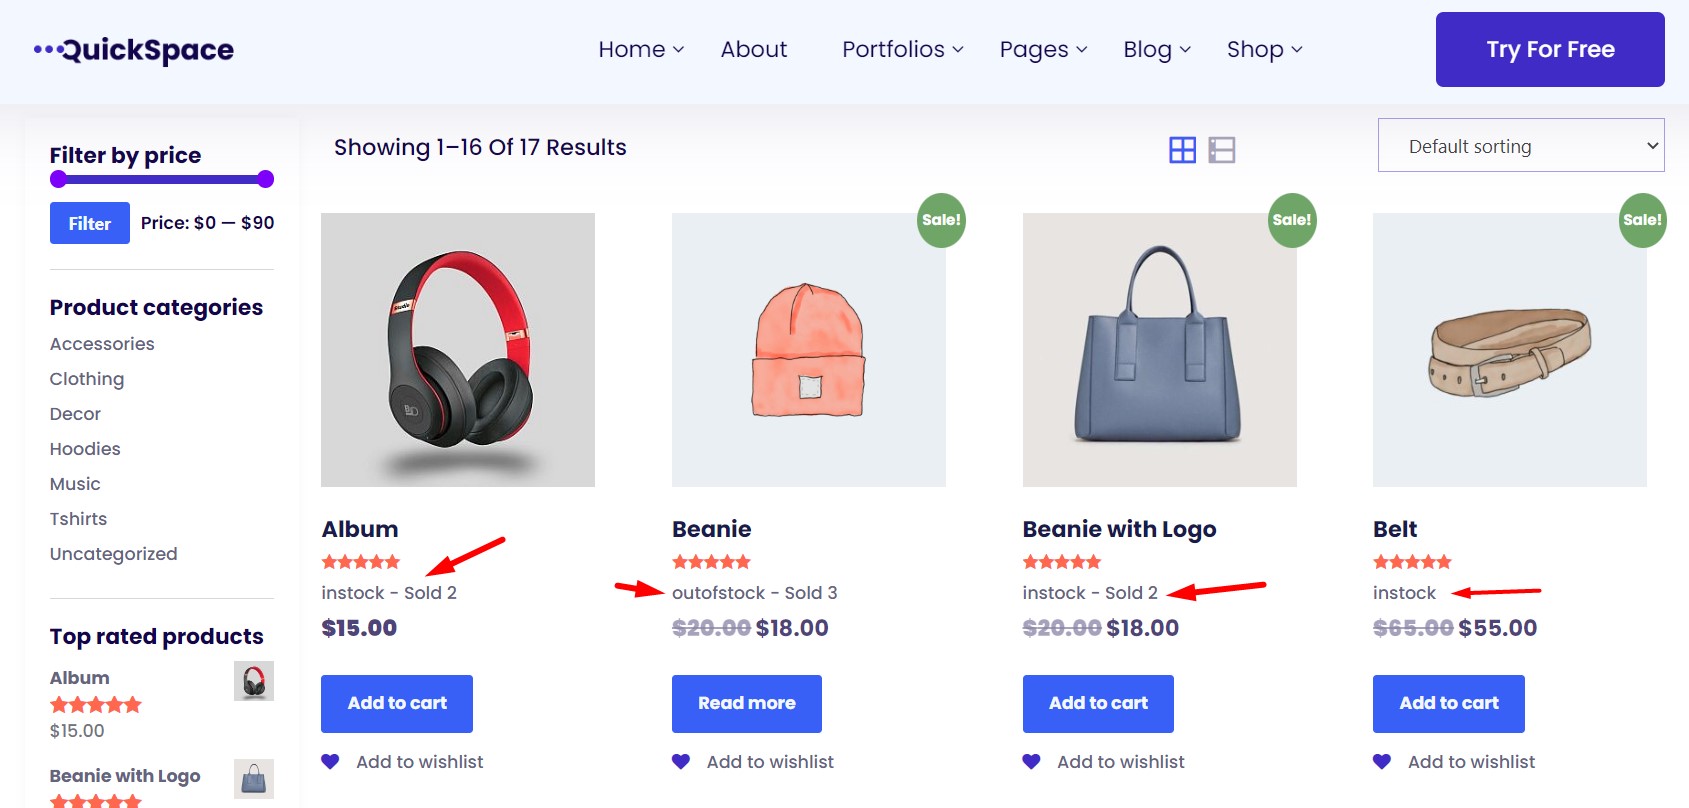 QuickSpace
Home About Portfolios Pages Blog Shop
Try For Free
Filter by price
Filter Price: $0 — $90
Product categories
Accessories
Clothing
Decor
Hoodies
Music
Tshirts
Uncategorized
Top rated products
Album
$15.00
Beanie with Logo
Showing 1–16 Of 17 Results
Default sorting
Album
instock - Sold 2
$15.00
Add to cart
Add to wishlist
Sale!
Beanie
outofstock - Sold 3
$20.00 $18.00
Read more
Add to wishlist
Sale!
Beanie with Logo
instock - Sold 2
$20.00 $18.00
Add to cart
Add to wishlist
Sale!
Belt
instock
$65.00 $55.00
Add to cart
Add to wishlist